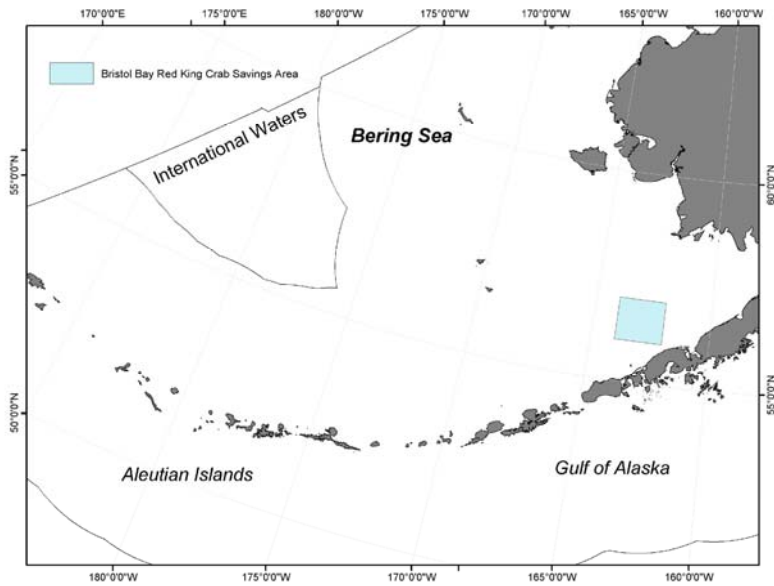 170°0'0"E 175°0'0"E 180°0'0"W 175°0'0"W 170°0'0"W 165°0'0"W 160°0'0"W
Bristol Bay Red King Crab Savings Area
International Waters
Bering Sea
55°0'0"N
60°0'0"N
50°0'0"N
55°0'0"N
Aleutian Islands
Gulf of Alaska
180°0'0"W 175°0'0"W 170°0'0"W 165°0'0"W 160°0'0"W